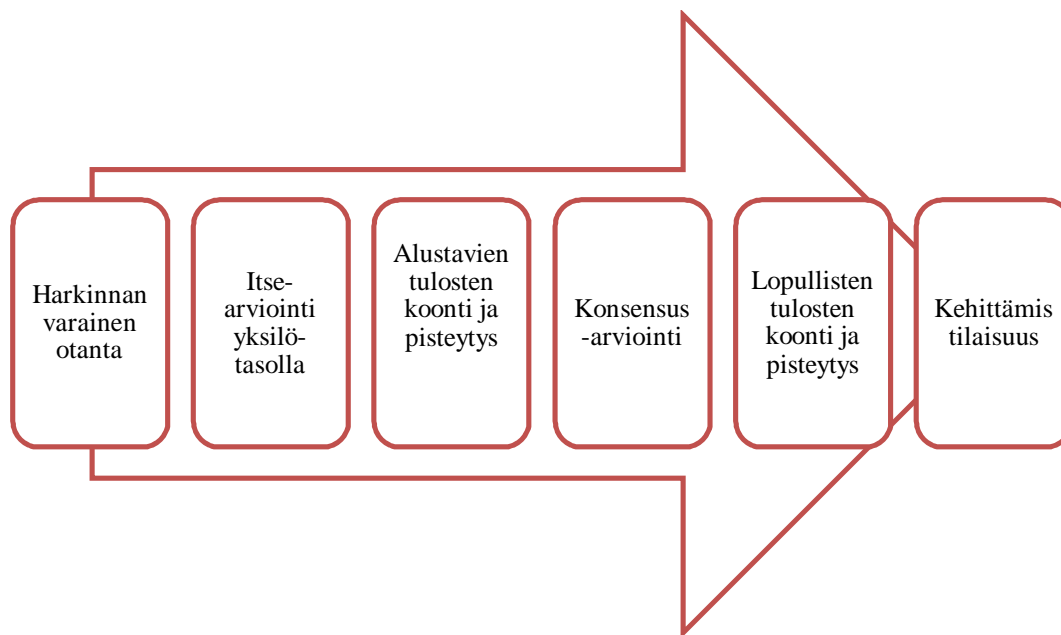 Harkinnan
varainen
otanta
Itse-
arviointi
yksilö-
tasolla
Alustavien
tulosten
koonti ja
pisteytys
Konsensus
-arviointi
Lopullisten
tulosten
koonti ja
pisteytys
Kehittämis
tilaisuus